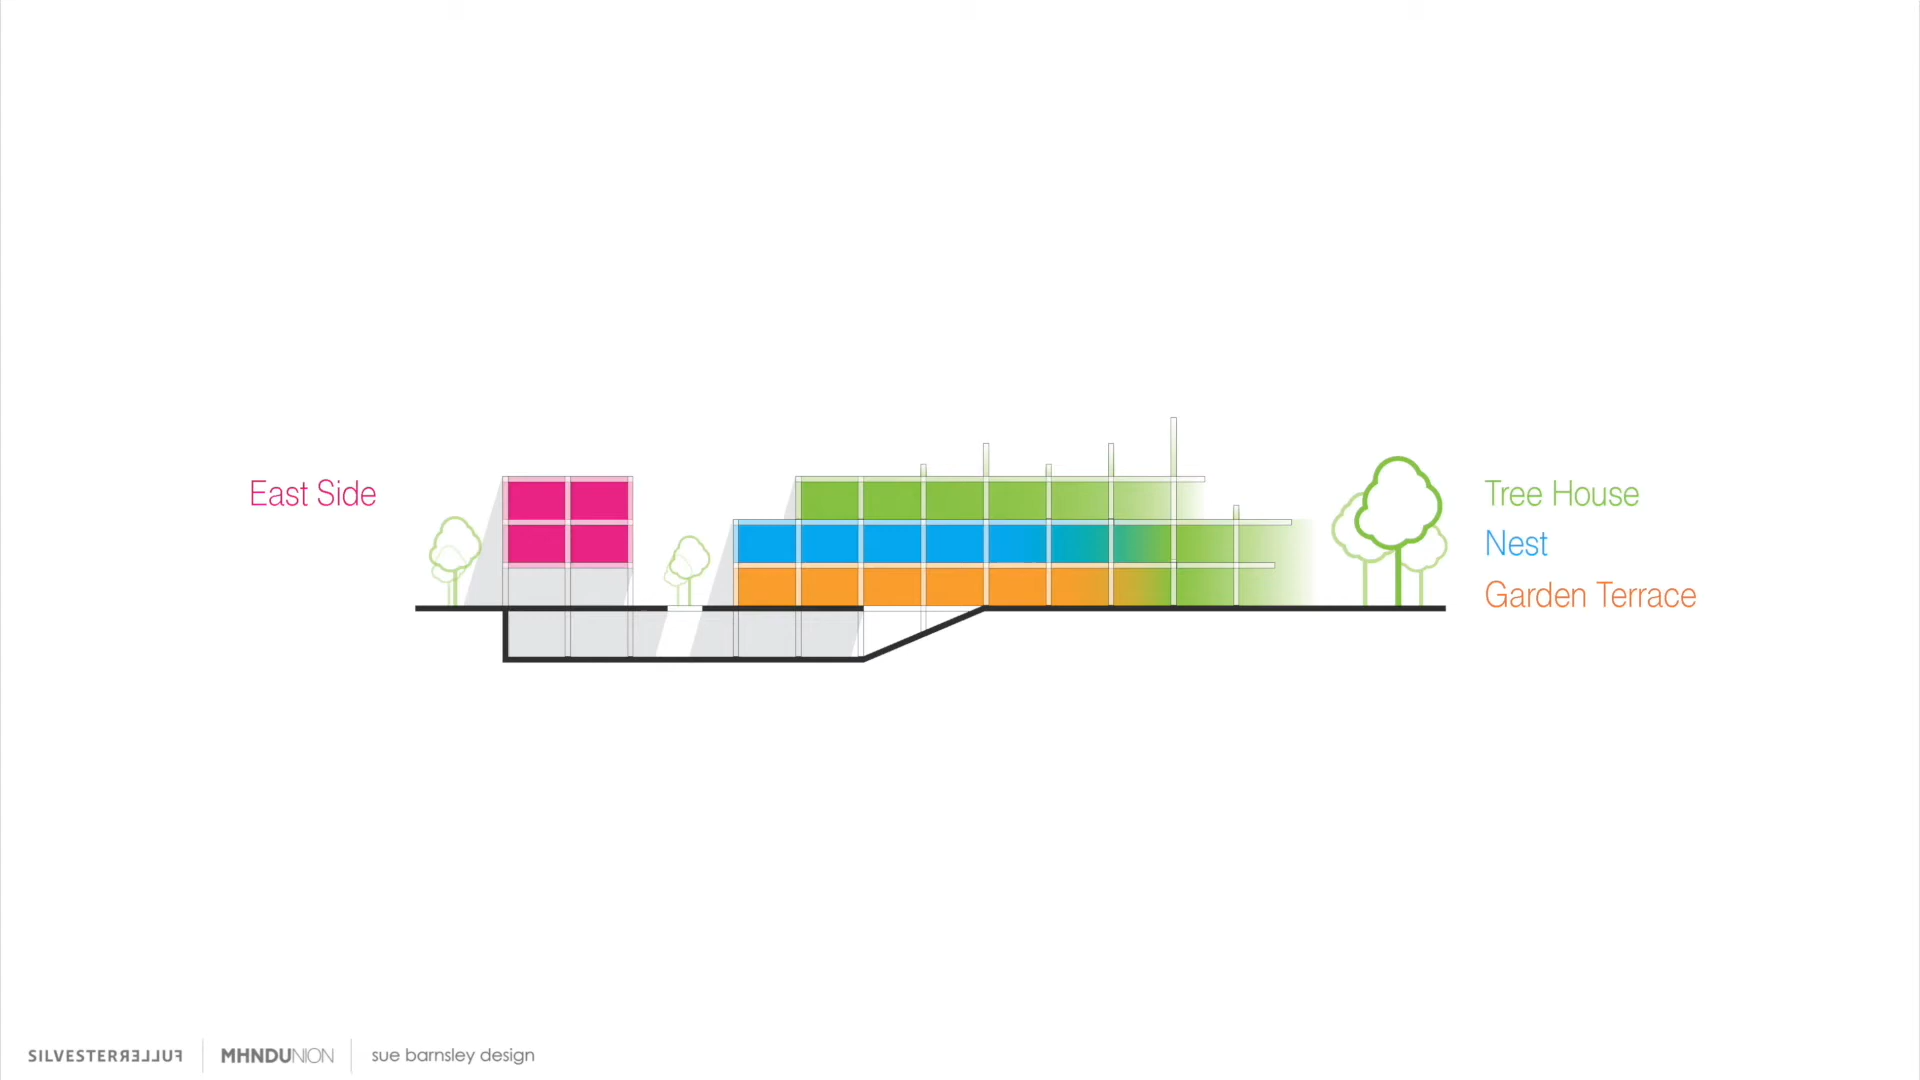 East Side
Tree House
Nest
Garden Terrace
SILVESTERFULLER
MHNDUNION
sue barnsley design